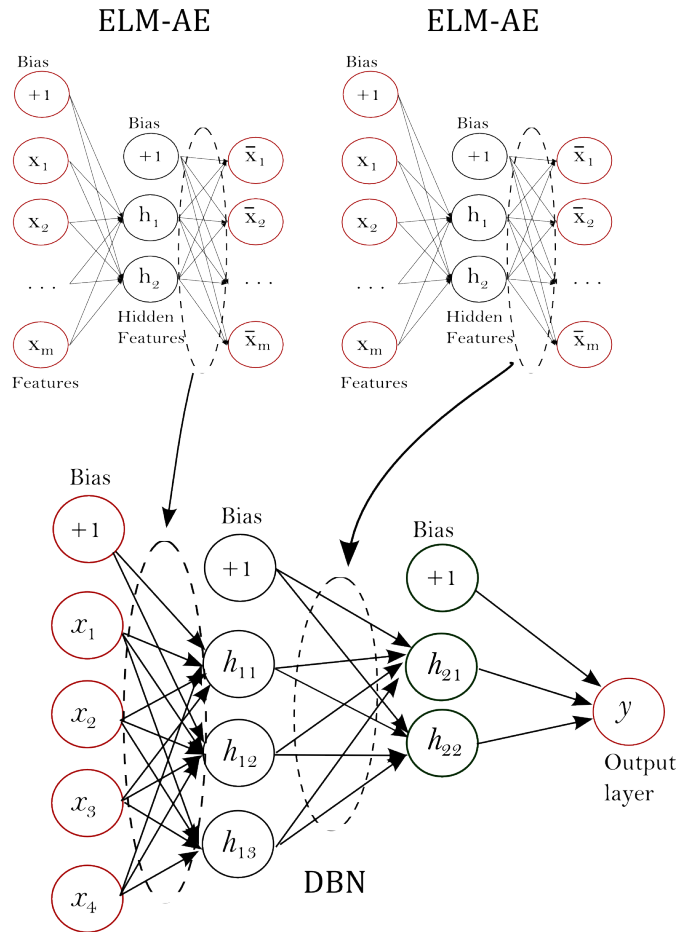 ELM-AE
Bias
+1
x1
x2
. . .
xm
Features
Bias
+1
h1
h2
Hidden
Features
x̄1
x̄2
. . .
x̄m
ELM-AE
Bias
+1
x1
x2
. . .
xm
Features
Bias
+1
h1
h2
Hidden
Features
x̄1
x̄2
. . .
x̄m
Bias
+1
x1
x2
x3
x4
Bias
+1
h11
h12
h13
Bias
+1
h21
h22
y
Output
layer
DBN